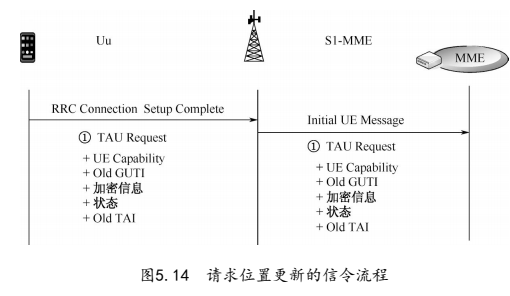 Uu
S1-MME
MME
RRC Connection Setup Complete
① TAU Request
+ UE Capability
+ Old GUTI
+ 加密信息
+ 状态
+ Old TAI
Initial UE Message
① TAU Request
+ UE Capability
+ Old GUTI
+ 加密信息
+ 状态
+ Old TAI
图5.14 请求位置更新的信令流程